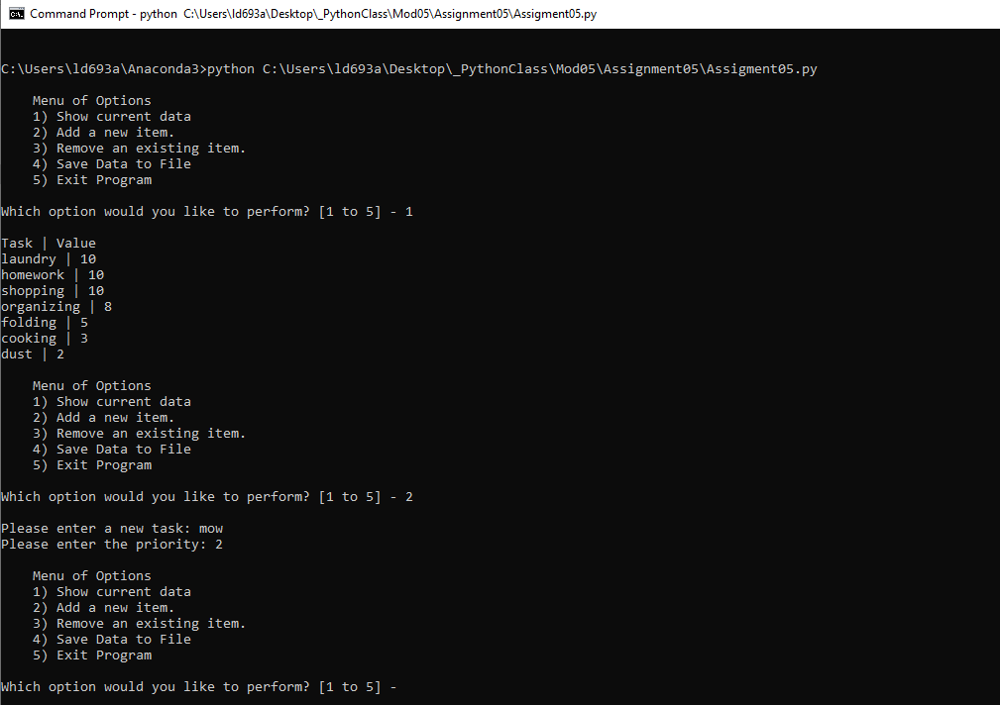 Command Prompt - python  C:\Users\ld693a\Desktop\_PythonClass\Mod05\Assignment05\Assigment05.py
C:\Users\ld693a\Anaconda3>python C:\Users\ld693a\Desktop\_PythonClass\Mod05\Assignment05\Assigment05.py
Menu of Options
1) Show current data
2) Add a new item.
3) Remove an existing item.
4) Save Data to File
5) Exit Program
Which option would you like to perform? [1 to 5] - 1
Task | Value
laundry | 10
homework | 10
shopping | 10
organizing | 8
folding | 5
cooking | 3
dust | 2
Menu of Options
1) Show current data
2) Add a new item.
3) Remove an existing item.
4) Save Data to File
5) Exit Program
Which option would you like to perform? [1 to 5] - 2
Please enter a new task: mow
Please enter the priority: 2
Menu of Options
1) Show current data
2) Add a new item.
3) Remove an existing item.
4) Save Data to File
5) Exit Program
Which option would you like to perform? [1 to 5] -